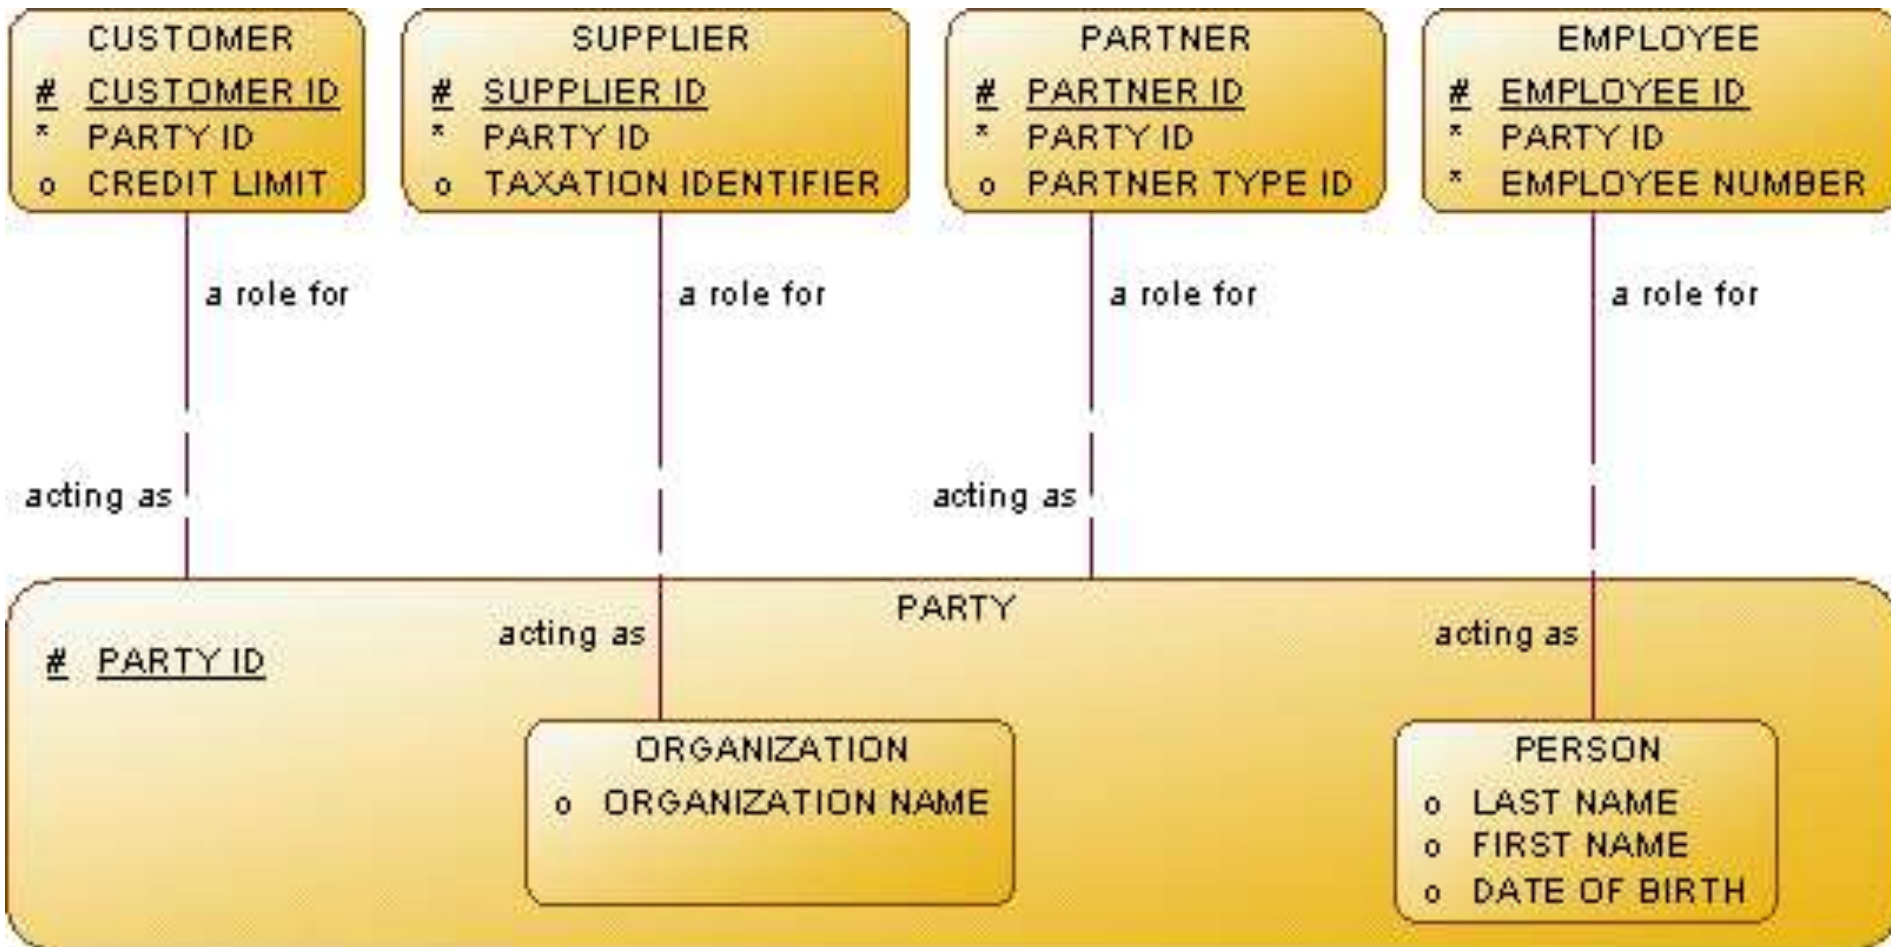 CUSTOMER
# CUSTOMER ID
* PARTY ID
o CREDIT LIMIT
SUPPLIER
# SUPPLIER ID
* PARTY ID
o TAXATION IDENTIFIER
PARTNER
# PARTNER ID
* PARTY ID
o PARTNER TYPE ID
EMPLOYEE
# EMPLOYEE ID
* PARTY ID
* EMPLOYEE NUMBER
a role for
a role for
a role for
a role for
acting as
acting as
PARTY
# PARTY ID
acting as
acting as
ORGANIZATION
o ORGANIZATION NAME
PERSON
o LAST NAME
o FIRST NAME
o DATE OF BIRTH